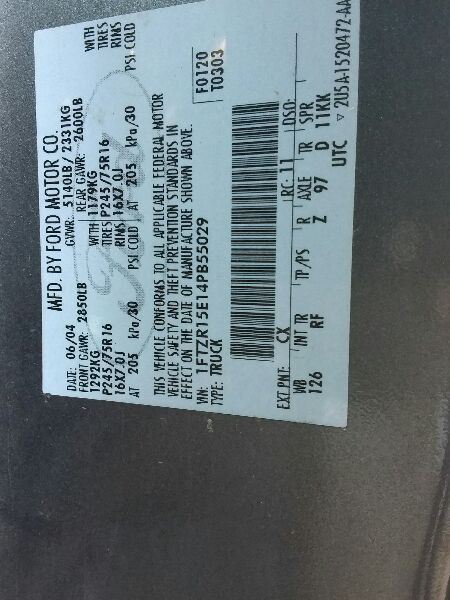 MFD. BY FORD MOTOR CO.
DATE: 06/04 GVWR: 5140LB / 2331KG
FRONT GAWR: 2850LB REAR GAWR: 2600LB
1292KG WITH 1179KG WITH
P245/75R16 TIRES P245/75R16 TIRES
16X7.0J RIMS 16X7.0J RIMS
AT 205 kPa/30 PSI COLD AT 205 kPa/30 PSI COLD
THIS VEHICLE CONFORMS TO ALL APPLICABLE FEDERAL MOTOR
VEHICLE SAFETY AND THEFT PREVENTION STANDARDS IN
EFFECT ON THE DATE OF MANUFACTURE SHOWN ABOVE.
VIN: 1FTZR15E14PB55029 F0120
TYPE: TRUCK T0303
EXT PNT: CX RC: 11 DSO:
WB INT TR TP/PS R AXLE TR SPR
126 RF Z 97 D 11KK
UTC ▽ 2U5A-1520472-AA
Ford